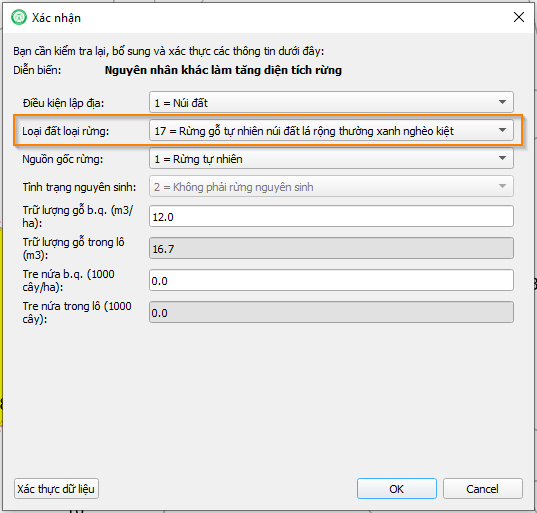 Xác nhận
Bạn cần kiểm tra lại, bổ sung và xác thực các thông tin dưới đây:
Diễn biến: Nguyên nhân khác làm tăng diện tích rừng
Điều kiện lập địa: 1 = Núi đất
Loại đất loại rừng: 17 = Rừng gỗ tự nhiên núi đất lá rộng thường xanh nghèo kiệt
Nguồn gốc rừng: 1 = Rừng tự nhiên
Tình trạng nguyên sinh: 2 = Không phải rừng nguyên sinh
Trữ lượng gỗ b.q. (m3/
ha): 12.0
Trữ lượng gỗ trong lô
(m3): 16.7
Tre nứa b.q. (1000
cây/ha): 0.0
Tre nứa trong lô (1000
cây): 0.0
Xác thực dữ liệu OK Cancel